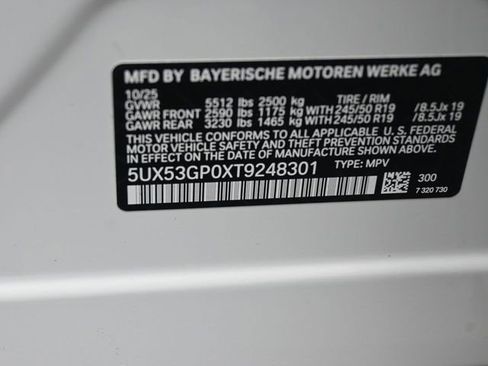 MFD BY BAYERISCHE MOTOREN WERKE AG
10/25 TIRE / RIM
GVWR 5512 lbs 2500 kg
GAWR FRONT 2590 lbs 1175 kg WITH 245/50 R19 /8.5Jx 19
GAWR REAR 3230 lbs 1465 kg WITH 245/50 R19 /8.5Jx 19
THIS VEHICLE CONFORMS TO ALL APPLICABLE U.S. FEDERAL
MOTOR VEHICLE SAFETY, BUMPER, AND THEFT PREVENTION STANDARDS
IN EFFECT ON THE DATE OF MANUFACTURE SHOWN ABOVE.
5UX53GP0XT9248301 TYPE: MPV
300
7 320 730